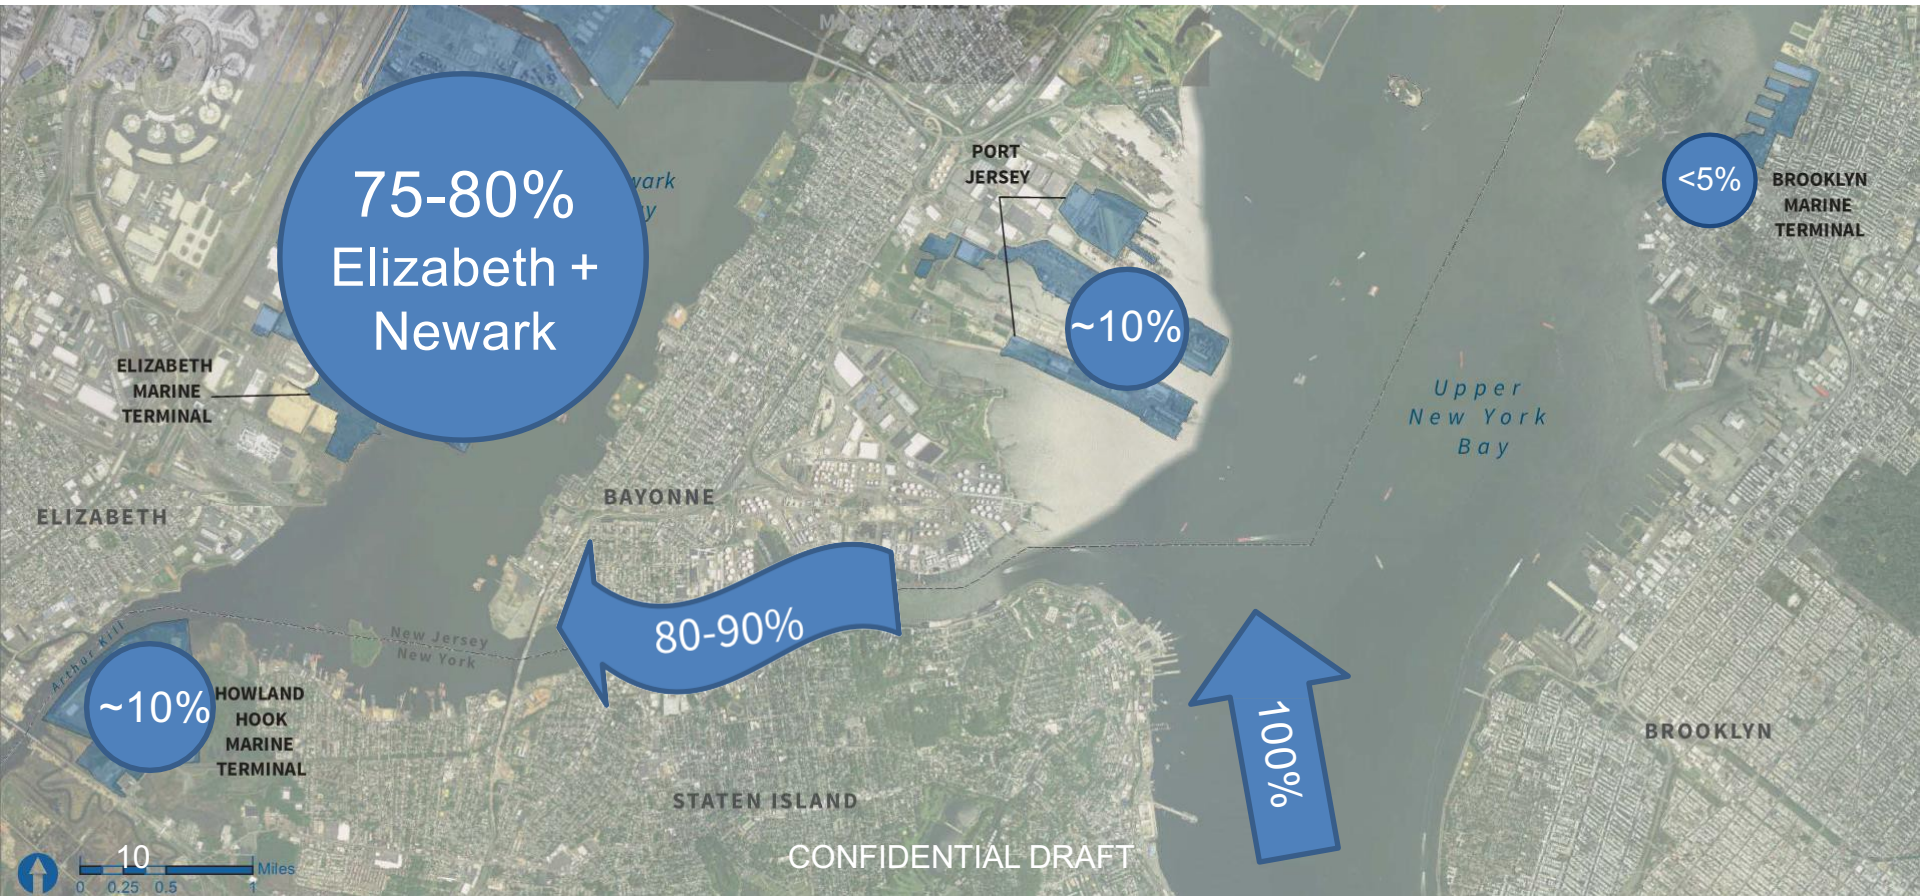 JERSEY
75-80%
Elizabeth +
Newark
wark
y
PORT
JERSEY
<5%
BROOKLYN
MARINE
TERMINAL
~10%
ELIZABETH
MARINE
TERMINAL
Upper
New York
Bay
BAYONNE
ELIZABETH
80-90%
New Jersey
New York
Arthur Kill
~10%
HOWLAND
HOOK
MARINE
TERMINAL
100%
BROOKLYN
STATEN ISLAND
CONFIDENTIAL DRAFT
10
Miles
0 0.25 0.5 1